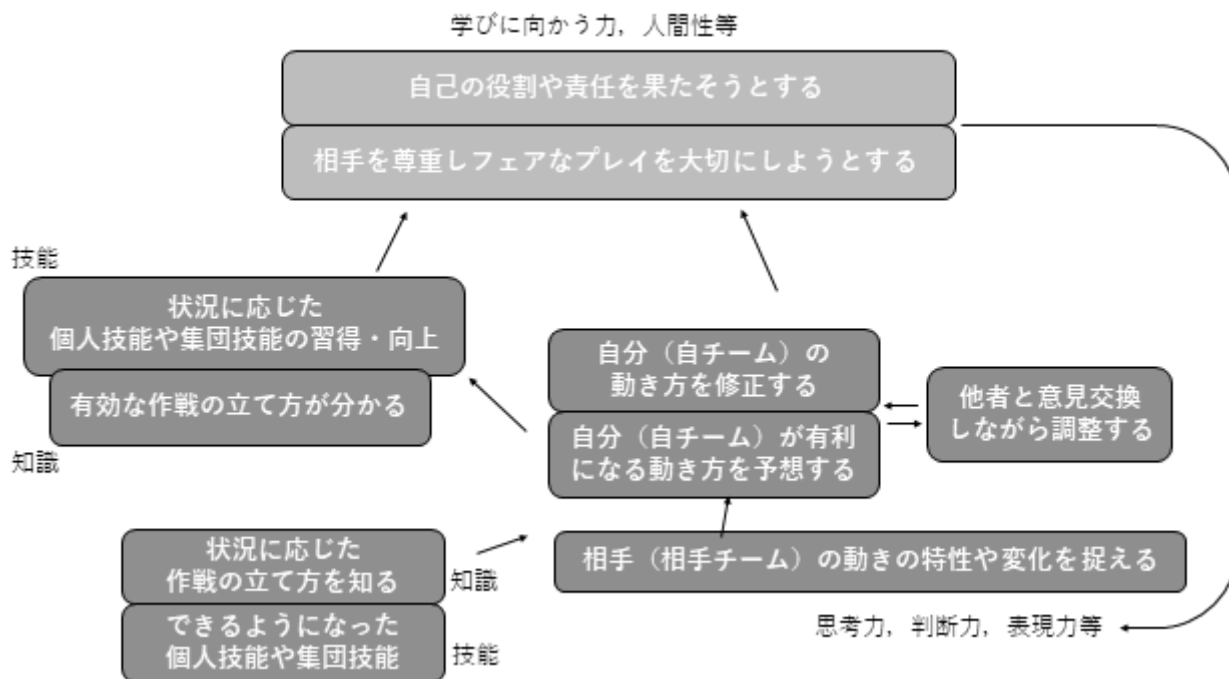 学びに向かう力，人間性等
自己の役割や責任を果たそうとする
相手を尊重しフェアなプレイを大切にしようとする
技能
状況に応じた
個人技能や集団技能の習得・向上
有効な作戦の立て方が分かる
知識
自分（自チーム）の
動き方を修正する
自分（自チーム）が有利
になる動き方を予想する
他者と意見交換
しながら調整する
状況に応じた
作戦の立て方を知る
知識
できるようになった
個人技能や集団技能
技能
相手（相手チーム）の動きの特性や変化を捉える
思考力，判断力，表現力等